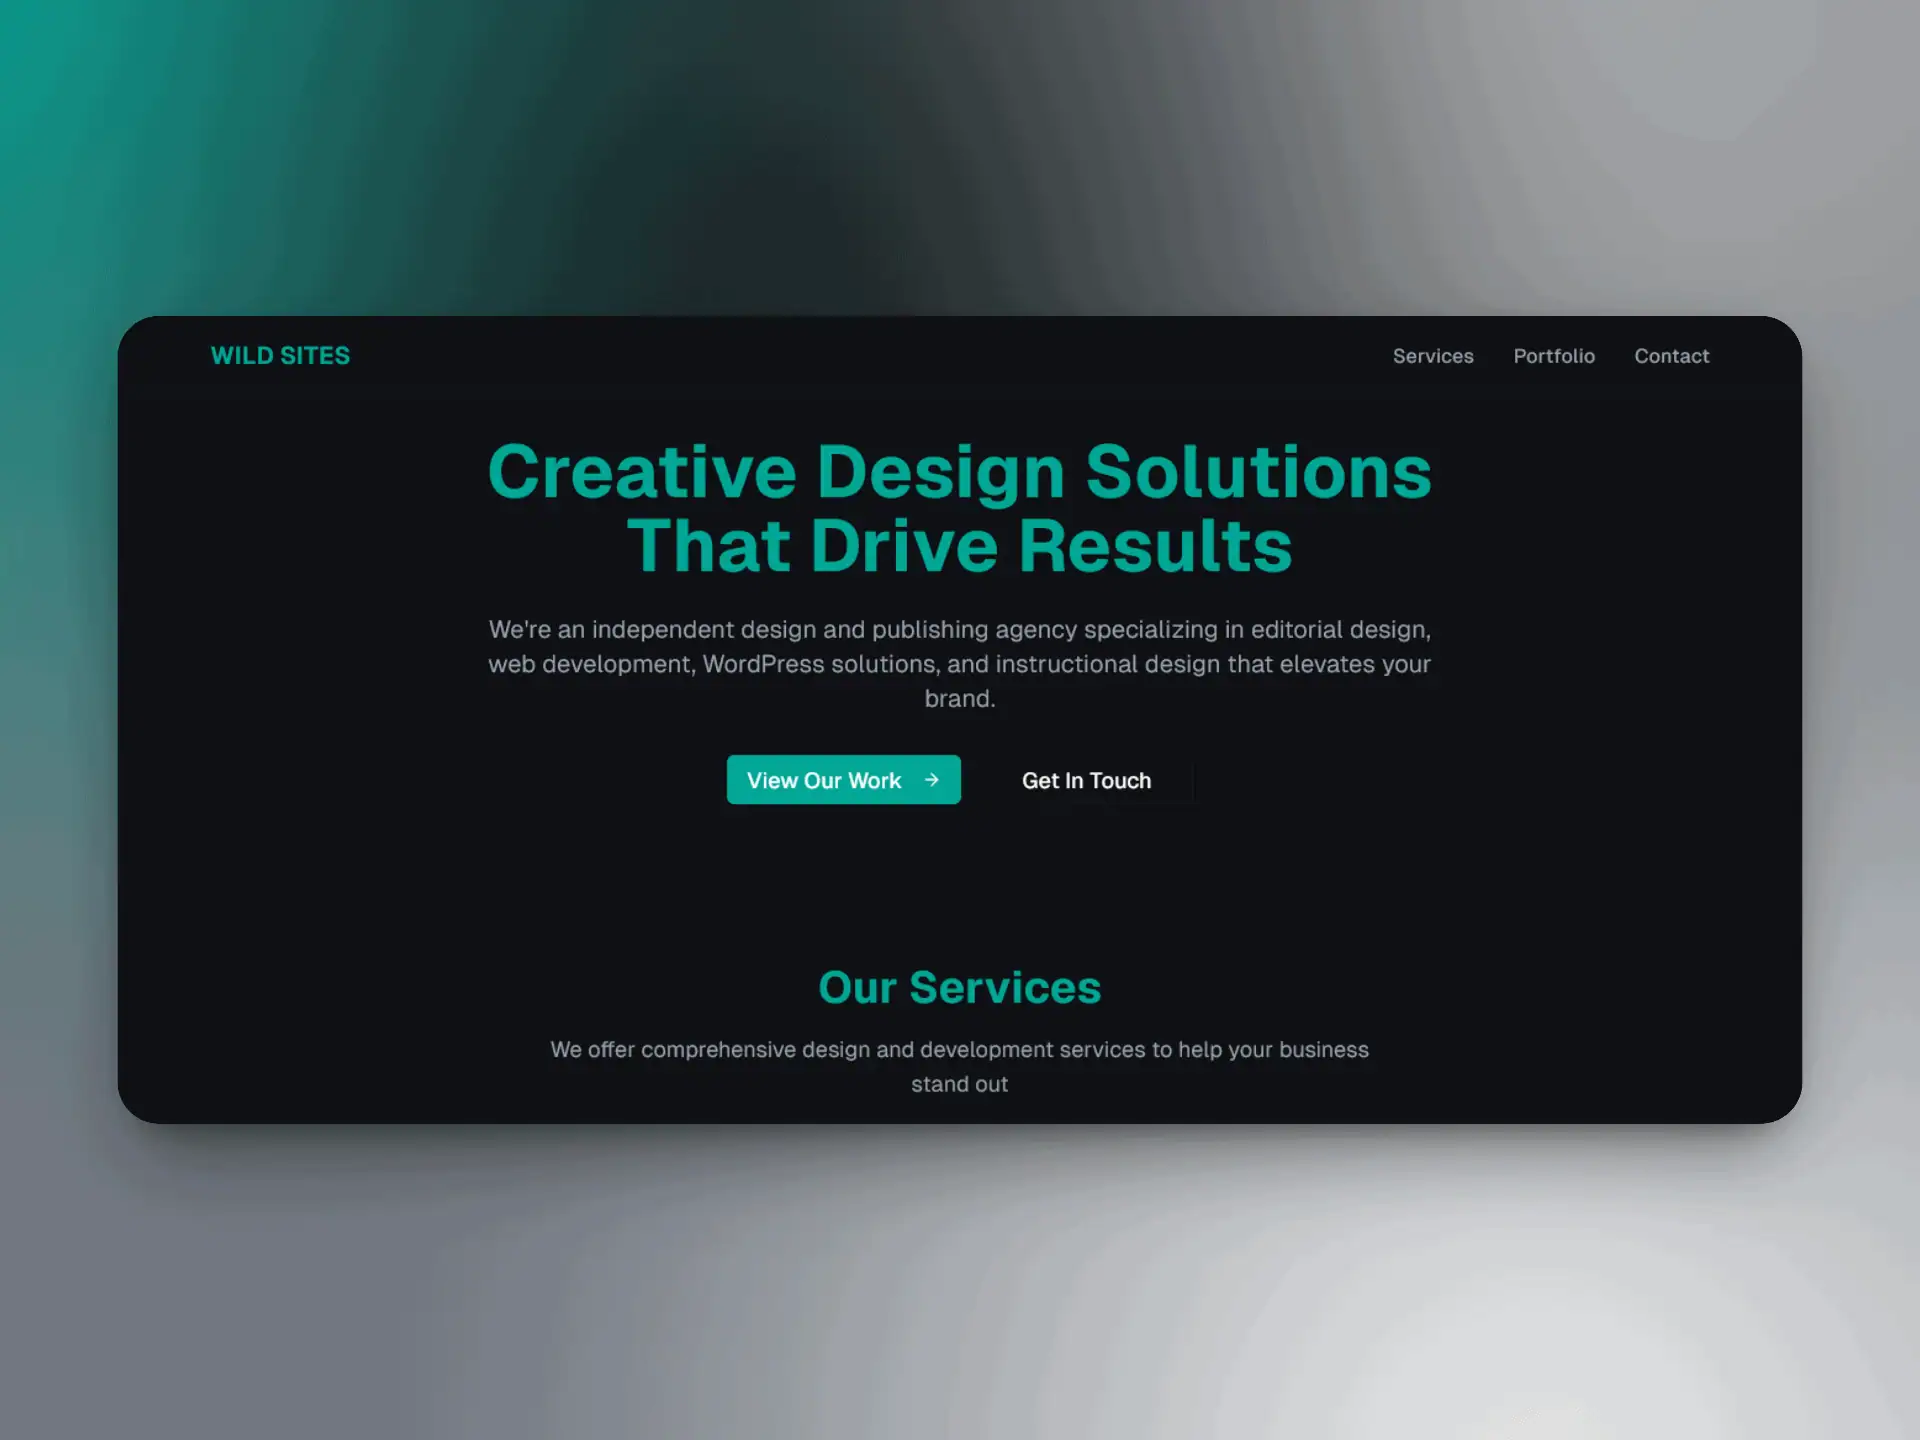 WILD SITES
Services Portfolio Contact
Creative Design Solutions
That Drive Results
We're an independent design and publishing agency specializing in editorial design,
web development, WordPress solutions, and instructional design that elevates your
brand.
View Our Work → Get In Touch
Our Services
We offer comprehensive design and development services to help your business
stand out